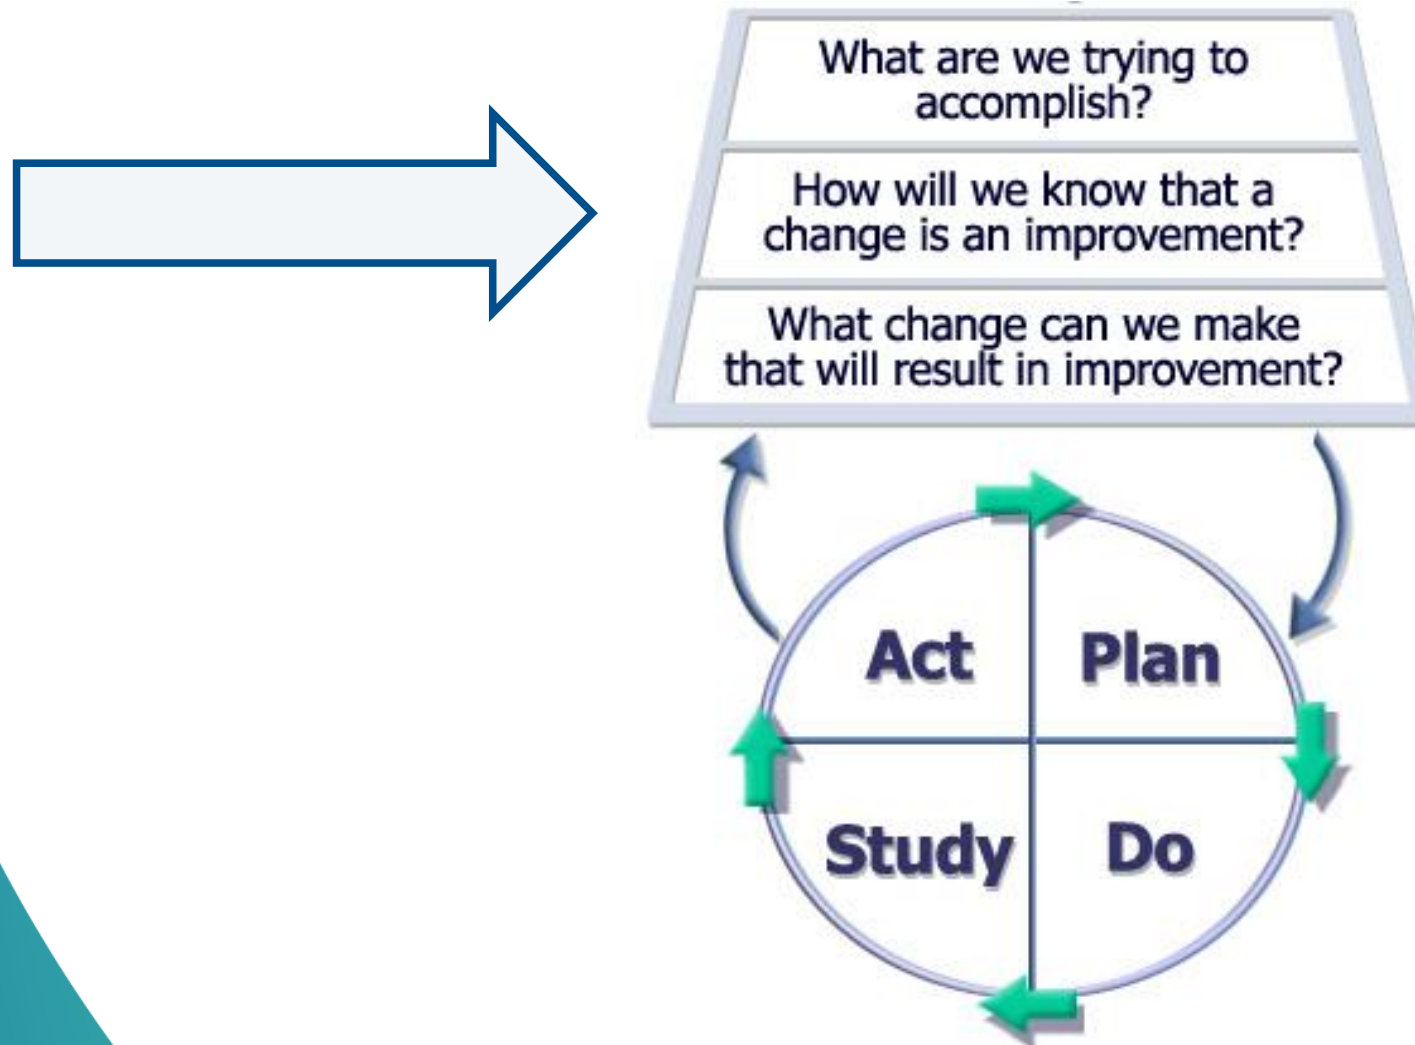 What are we trying to
accomplish?
How will we know that a
change is an improvement?
What change can we make
that will result in improvement?
Act
Plan
Study
Do